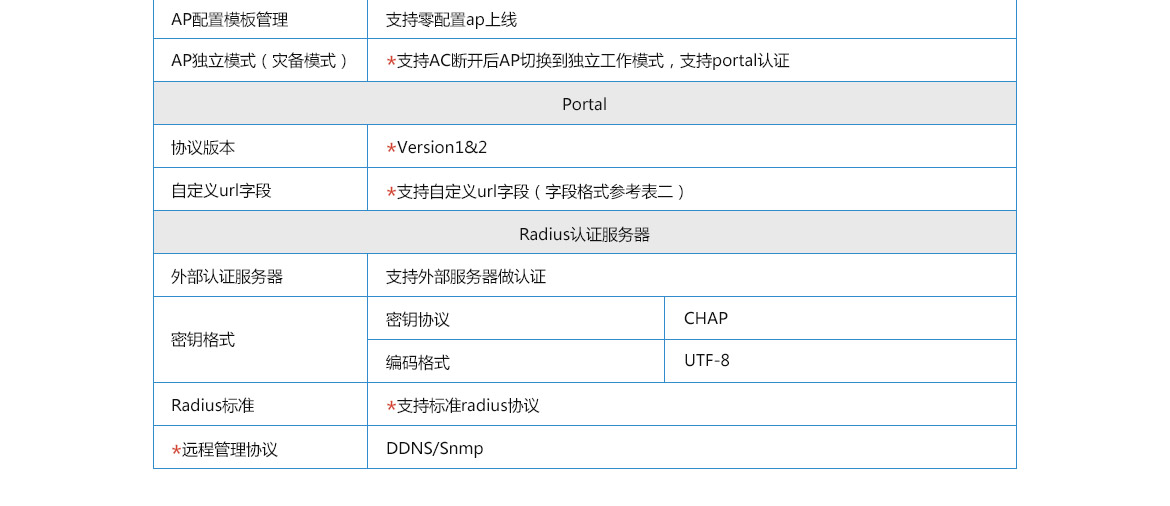 AP配置模板管理 支持零配置ap上线
AP独立模式（灾备模式） *支持AC断开后AP切换到独立工作模式，支持portal认证
Portal
协议版本 *Version1&2
自定义url字段 *支持自定义url字段（字段格式参考表二）
Radius认证服务器
外部认证服务器 支持外部服务器做认证
密钥格式 密钥协议 CHAP
编码格式 UTF-8
Radius标准 *支持标准radius协议
*远程管理协议 DDNS/Snmp